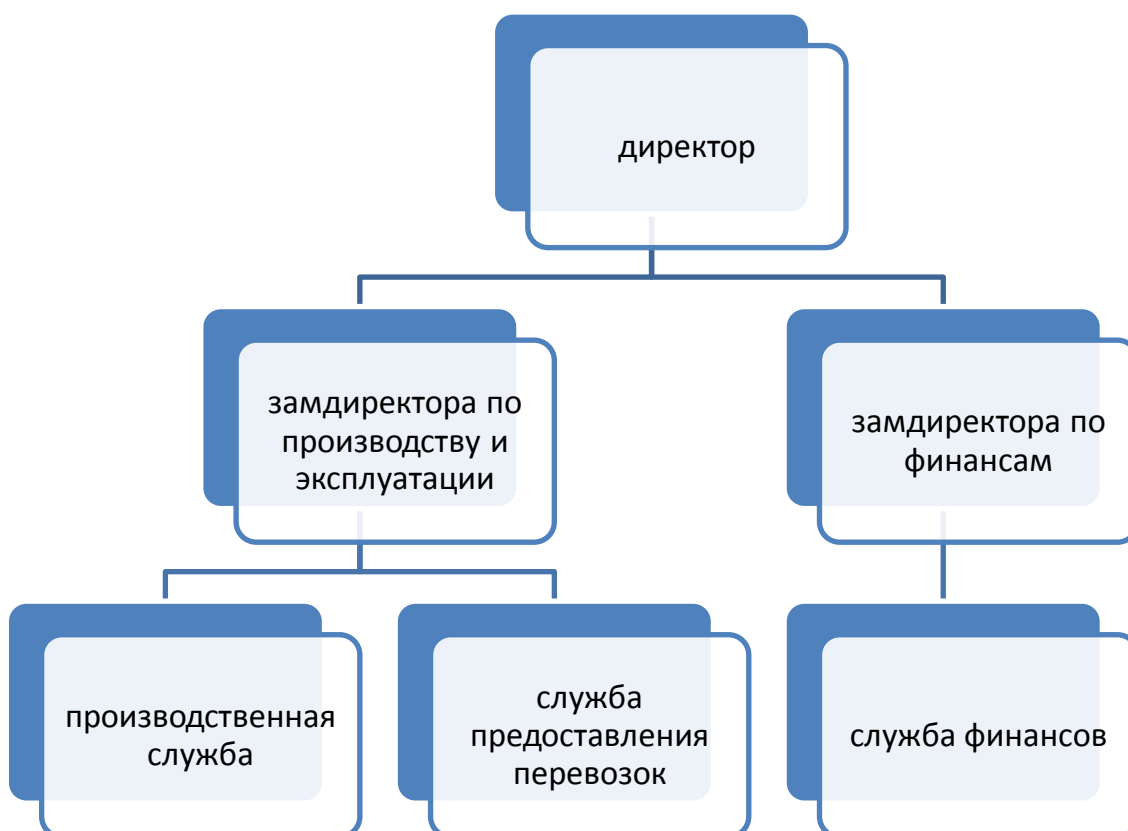 директор
замдиректора по
производству и
эксплуатации
замдиректора по
финансам
производственная
служба
служба
предоставления
перевозок
служба финансов